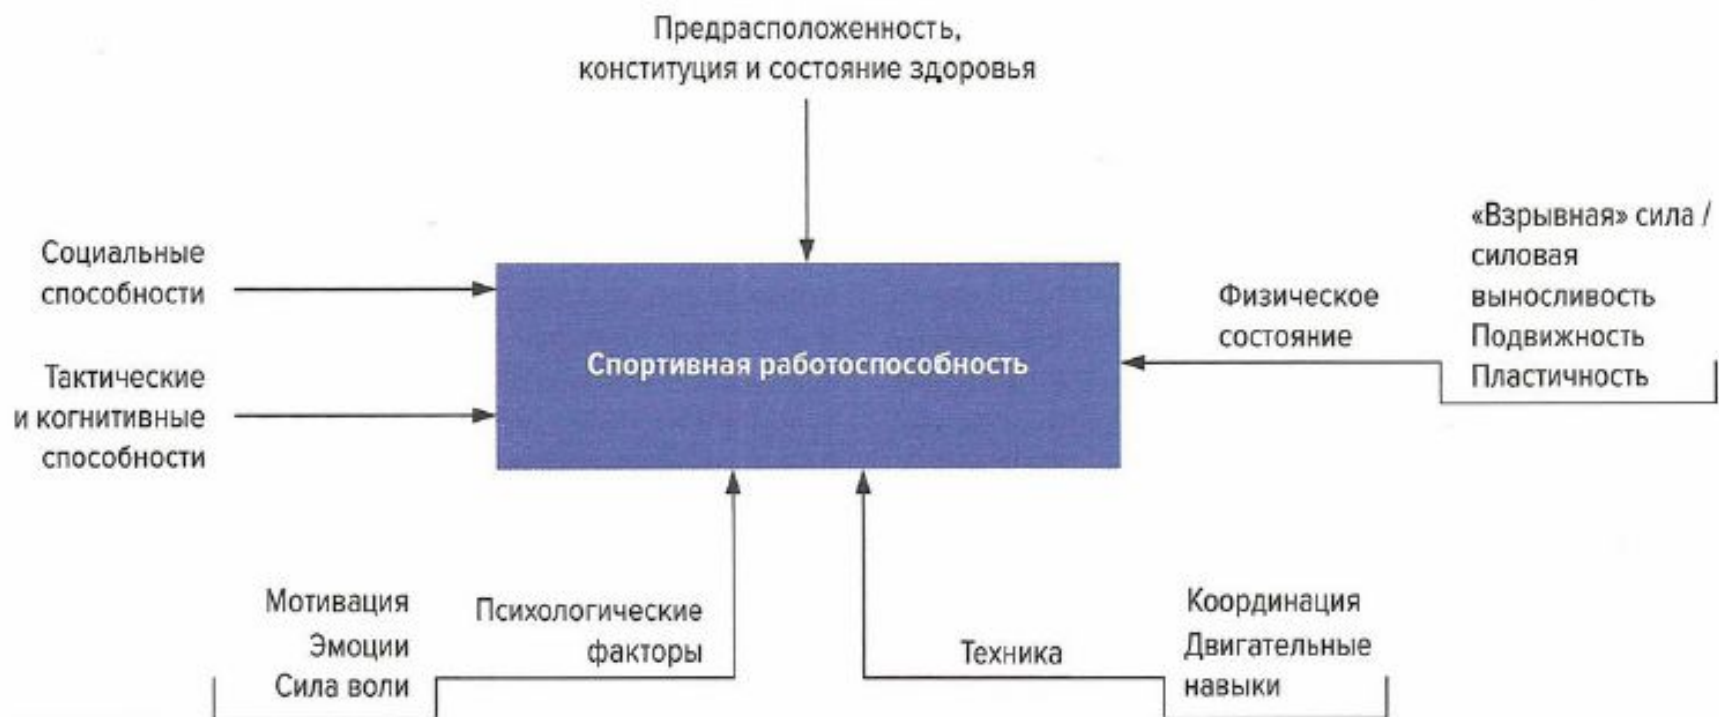 Предрасположенность,
конституция и состояние здоровья
Социальные
способности
Тактические
и когнитивные
способности
Спортивная работоспособность
Физическое
состояние
«Взрывная» сила /
силовая
выносливость
Подвижность
Пластичность
Мотивация
Эмоции
Сила воли
Психологические
факторы
Техника
Координация
Двигательные
навыки